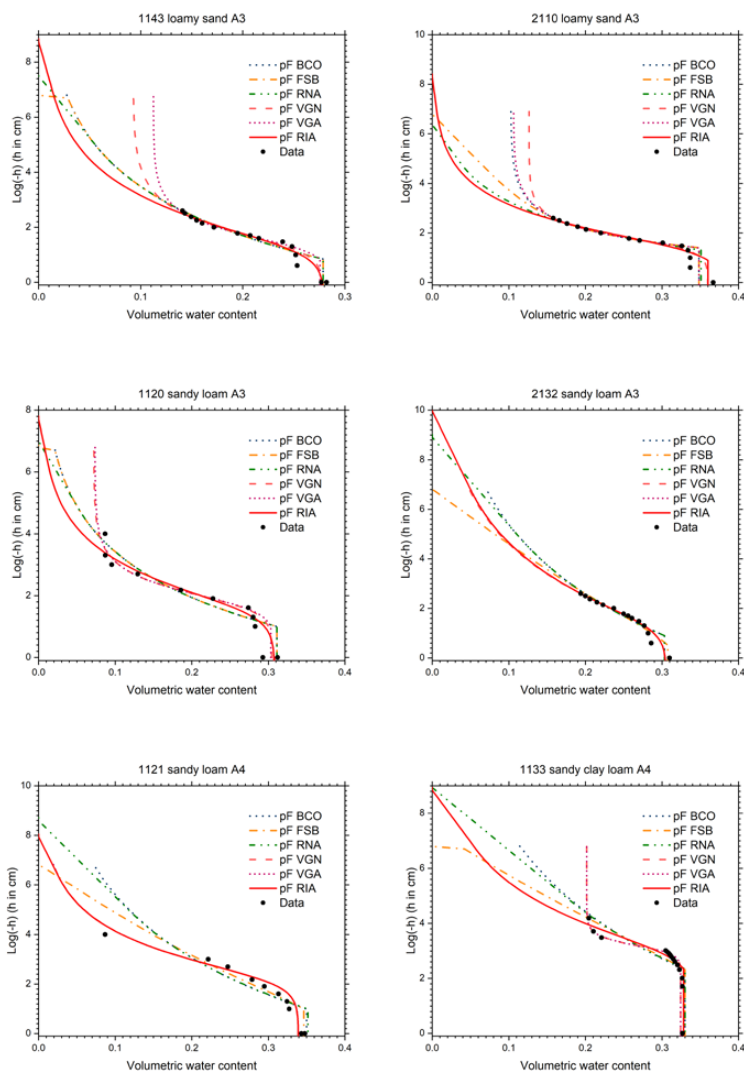 1143 loamy sand A3
pF BCO
pF FSB
pF RNA
pF VGN
pF VGA
pF RIA
Data
Log(-h) (h in cm)
8
6
4
2
0
0.0 0.1 0.2 0.3
Volumetric water content
2110 loamy sand A3
pF BCO
pF FSB
pF RNA
pF VGN
pF VGA
pF RIA
Data
Log(-h) (h in cm)
10
8
6
4
2
0
0.0 0.1 0.2 0.3 0.4
Volumetric water content
1120 sandy loam A3
pF BCO
pF FSB
pF RNA
pF VGN
pF VGA
pF RIA
Data
Log(-h) (h in cm)
8
6
4
2
0
0.0 0.1 0.2 0.3 0.4
Volumetric water content
2132 sandy loam A3
pF BCO
pF FSB
pF RNA
pF VGN
pF VGA
pF RIA
Data
Log(-h) (h in cm)
10
8
6
4
2
0
0.0 0.1 0.2 0.3 0.4
Volumetric water content
1121 sandy loam A4
pF BCO
pF FSB
pF RNA
pF VGN
pF VGA
pF RIA
Data
Log(-h) (h in cm)
10
8
6
4
2
0
0.0 0.1 0.2 0.3 0.4
Volumetric water content
1133 sandy clay loam A4
pF BCO
pF FSB
pF RNA
pF VGN
pF VGA
pF RIA
Data
Log(-h) (h in cm)
10
8
6
4
2
0
0.0 0.1 0.2 0.3 0.4
Volumetric water content